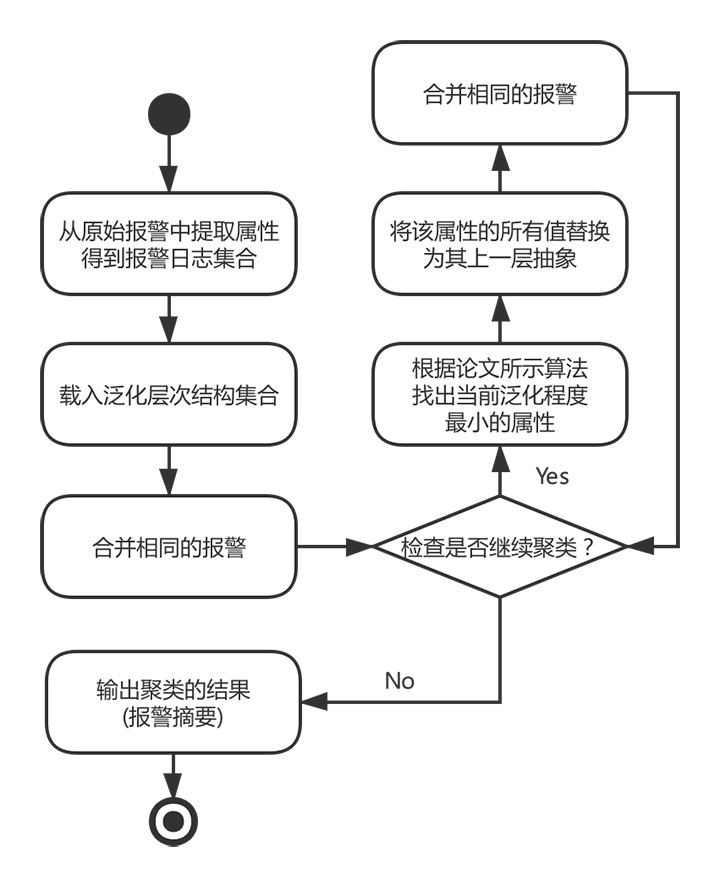 从原始报警中提取属性
得到报警日志集合
载入泛化层次结构集合
合并相同的报警
检查是否继续聚类？
Yes
根据论文所示算法
找出当前泛化程度
最小的属性
将该属性的所有值替换
为其上一层抽象
合并相同的报警
No
输出聚类的结果
(报警摘要)